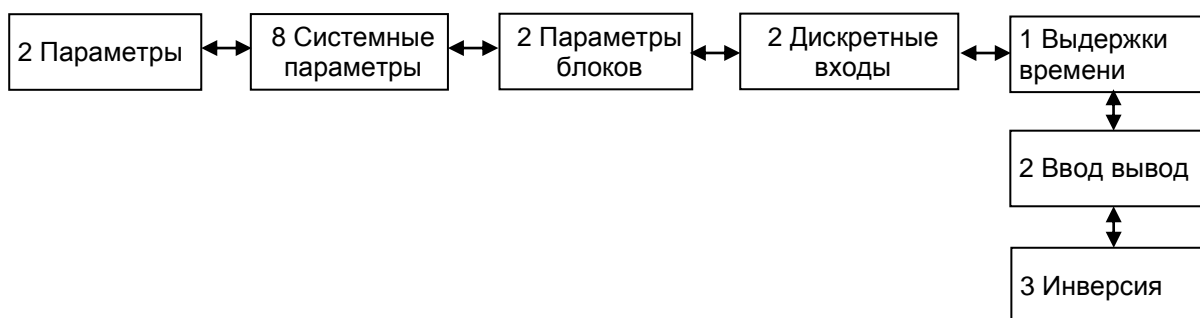 2 Параметры
8 Системные
параметры
2 Параметры
блоков
2 Дискретные
входы
1 Выдержки
времени
2 Ввод вывод
3 Инверсия